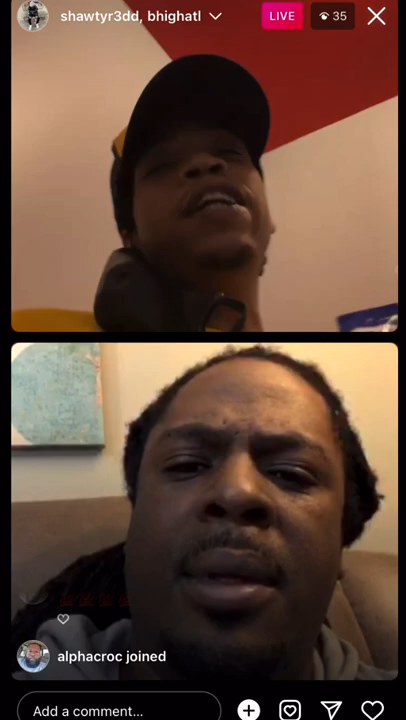 shawtyr3dd, bhighatl
LIVE
35
alphacroc joined
Add a comment...